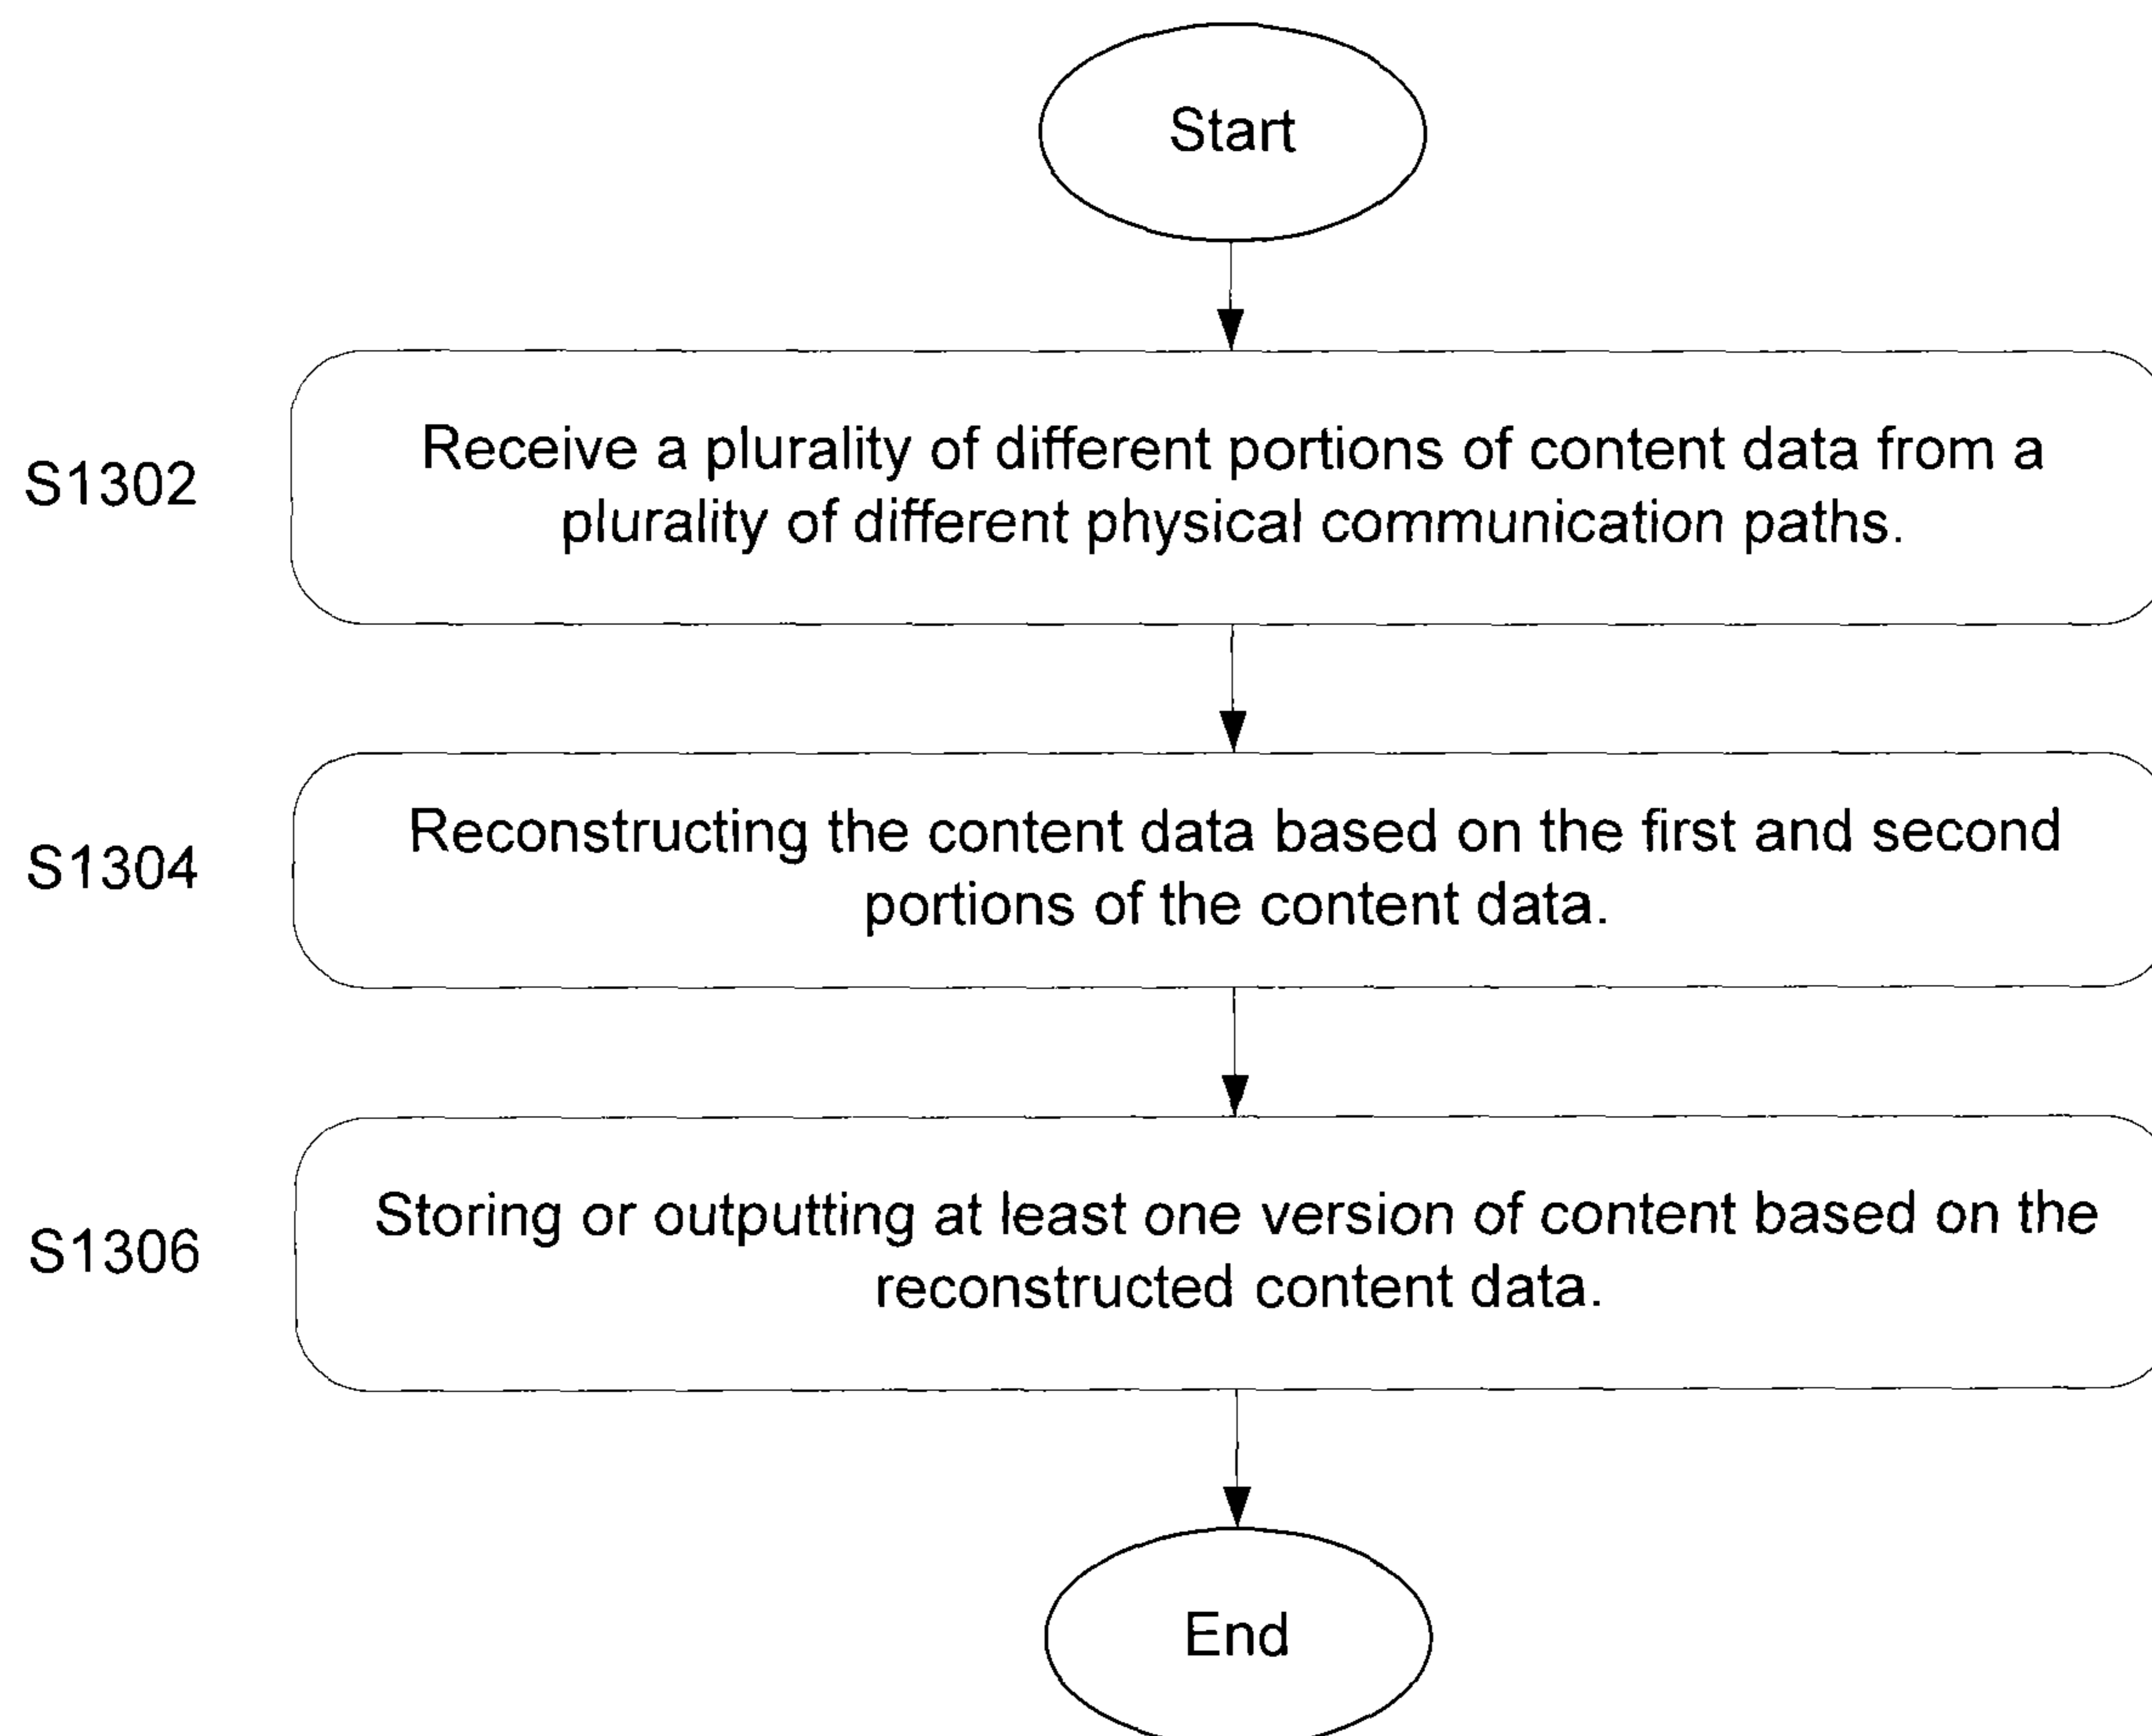 Start
S1302
Receive a plurality of different portions of content data from a
plurality of different physical communication paths.
S1304
Reconstructing the content data based on the first and second
portions of the content data.
S1306
Storing or outputting at least one version of content based on the
reconstructed content data.
End